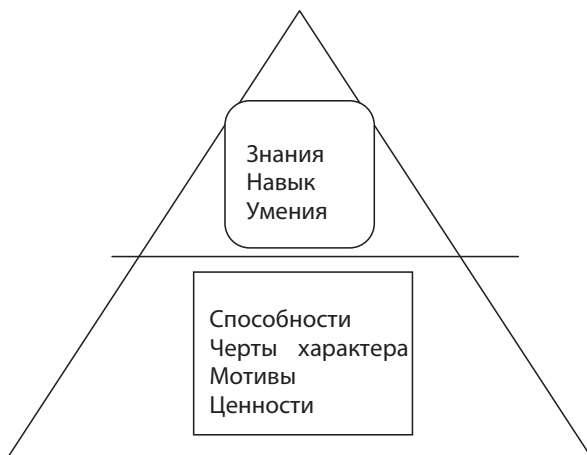 Знания
Навык
Умения
Способности
Черты характера
Мотивы
Ценности